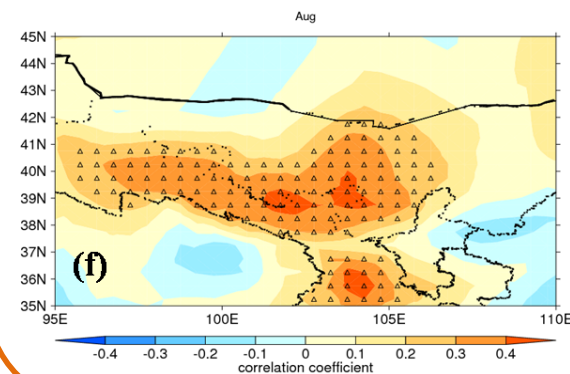 Aug
45N
44N
43N
42N
41N
40N
39N
38N
37N
36N
35N
(f)
95E 100E 105E 110E
-0.4 -0.3 -0.2 -0.1 0 0.1 0.2 0.3 0.4
correlation coefficient